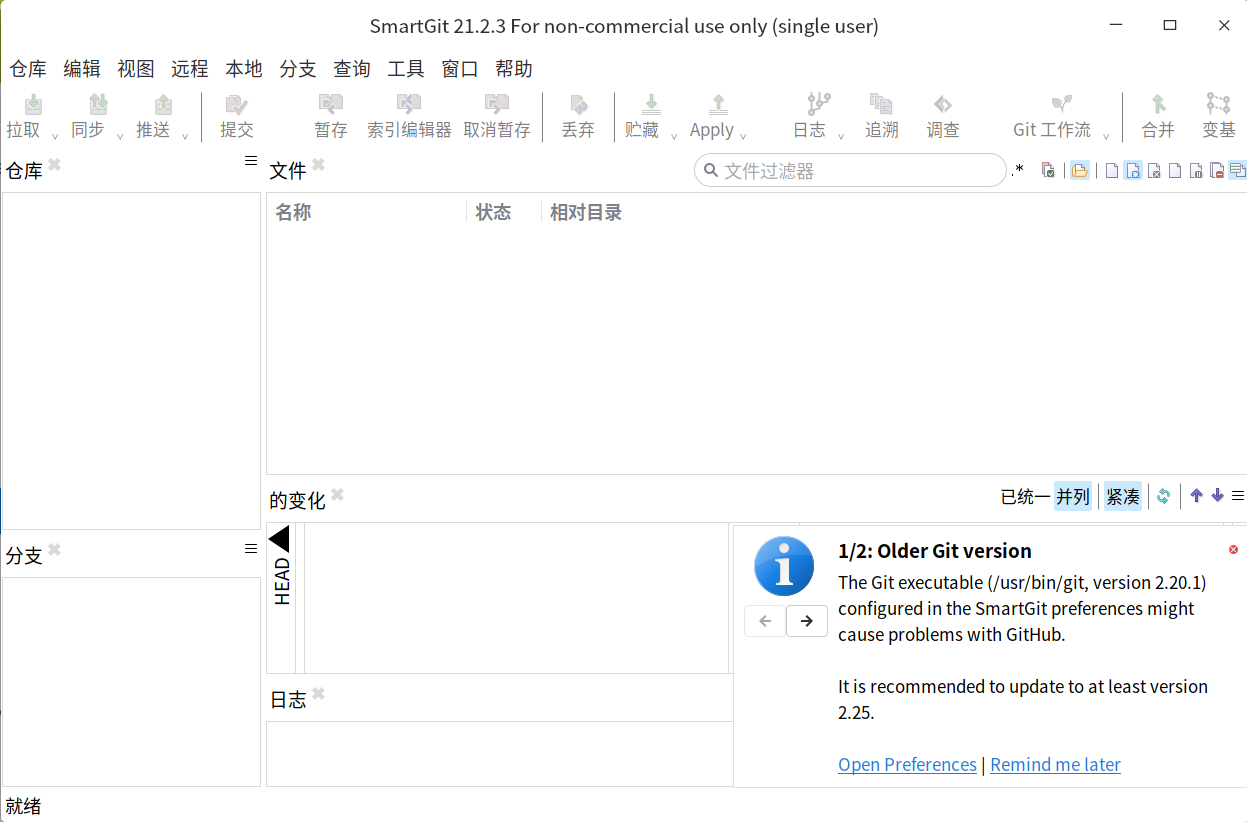 SmartGit 21.2.3 For non-commercial use only (single user)
仓库 编辑 视图 远程 本地 分支 查询 工具 窗口 帮助
拉取 同步 推送 提交 暂存 索引编辑器 取消暂存 丢弃 贮藏 Apply 日志 追溯 调查 Git 工作流 合并 变基
仓库
文件
文件过滤器
.*
名称 状态 相对目录
的变化
已统一 并列 紧凑
HEAD
分支
日志
1/2: Older Git version
The Git executable (/usr/bin/git, version 2.20.1)
configured in the SmartGit preferences might
cause problems with GitHub.
It is recommended to update to at least version
2.25.
Open Preferences | Remind me later
就绪